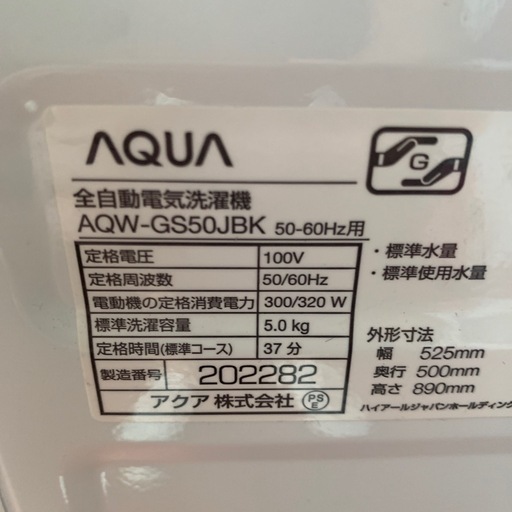 AQUA
G
全自動電気洗濯機
AQW-GS50JBK 50-60Hz用
定格電圧 100V
定格周波数 50/60Hz
電動機の定格消費電力 300/320 W
標準洗濯容量 5.0 kg
定格時間(標準コース) 37 分
製造番号 202282
アクア 株式会社 PSE
・標準水量
・標準使用水量
外形寸法
幅 525mm
奥行 500mm
高さ 890mm
ハイアールジャパンホールディング